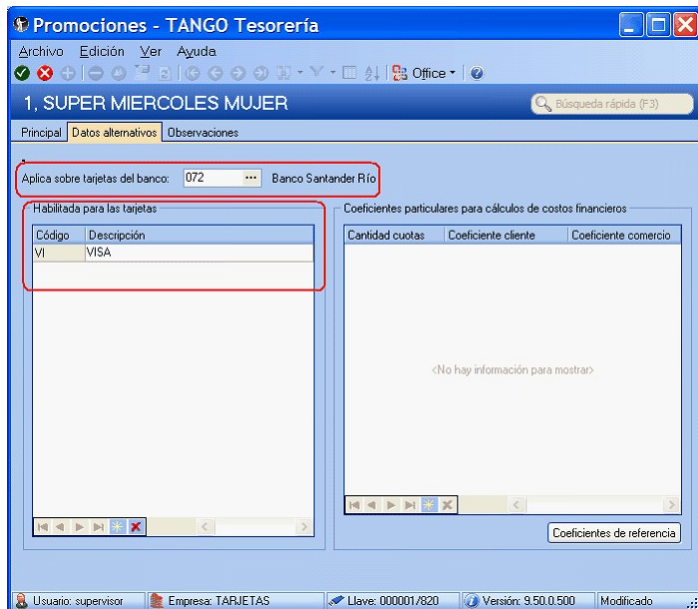 Promociones - TANGO Tesorería
Archivo Edición Ver Ayuda
Office
1, SUPER MIERCOLES MUJER
Búsqueda rápida (F3)
Principal Datos alternativos Observaciones
Aplica sobre tarjetas del banco: 072 ... Banco Santander Río
Habilitada para las tarjetas
Código Descripción
VI VISA
Coeficientes particulares para cálculos de costos financieros
Cantidad cuotas Coeficiente cliente Coeficiente comercio
<No hay información para mostrar>
Coeficientes de referencia
Usuario: supervisor Empresa: TARJETAS Llave: 000001/820 Versión: 9.50.0.500 Modificado